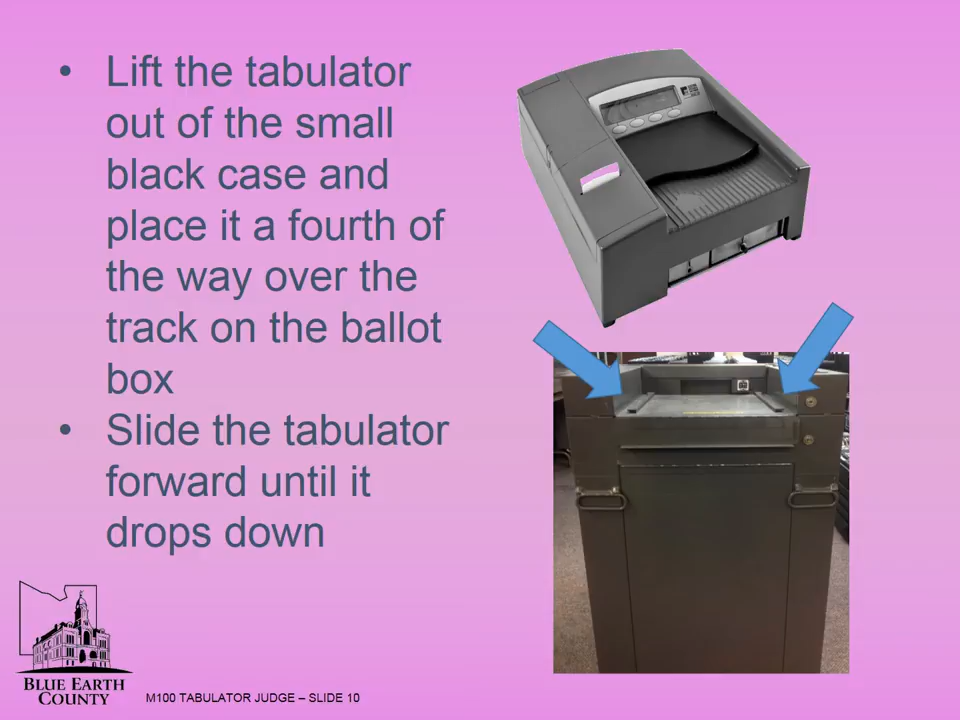 • Lift the tabulator
out of the small
black case and
place it a fourth of
the way over the
track on the ballot
box
• Slide the tabulator
forward until it
drops down
BLUE EARTH
COUNTY
M100 TABULATOR JUDGE – SLIDE 10